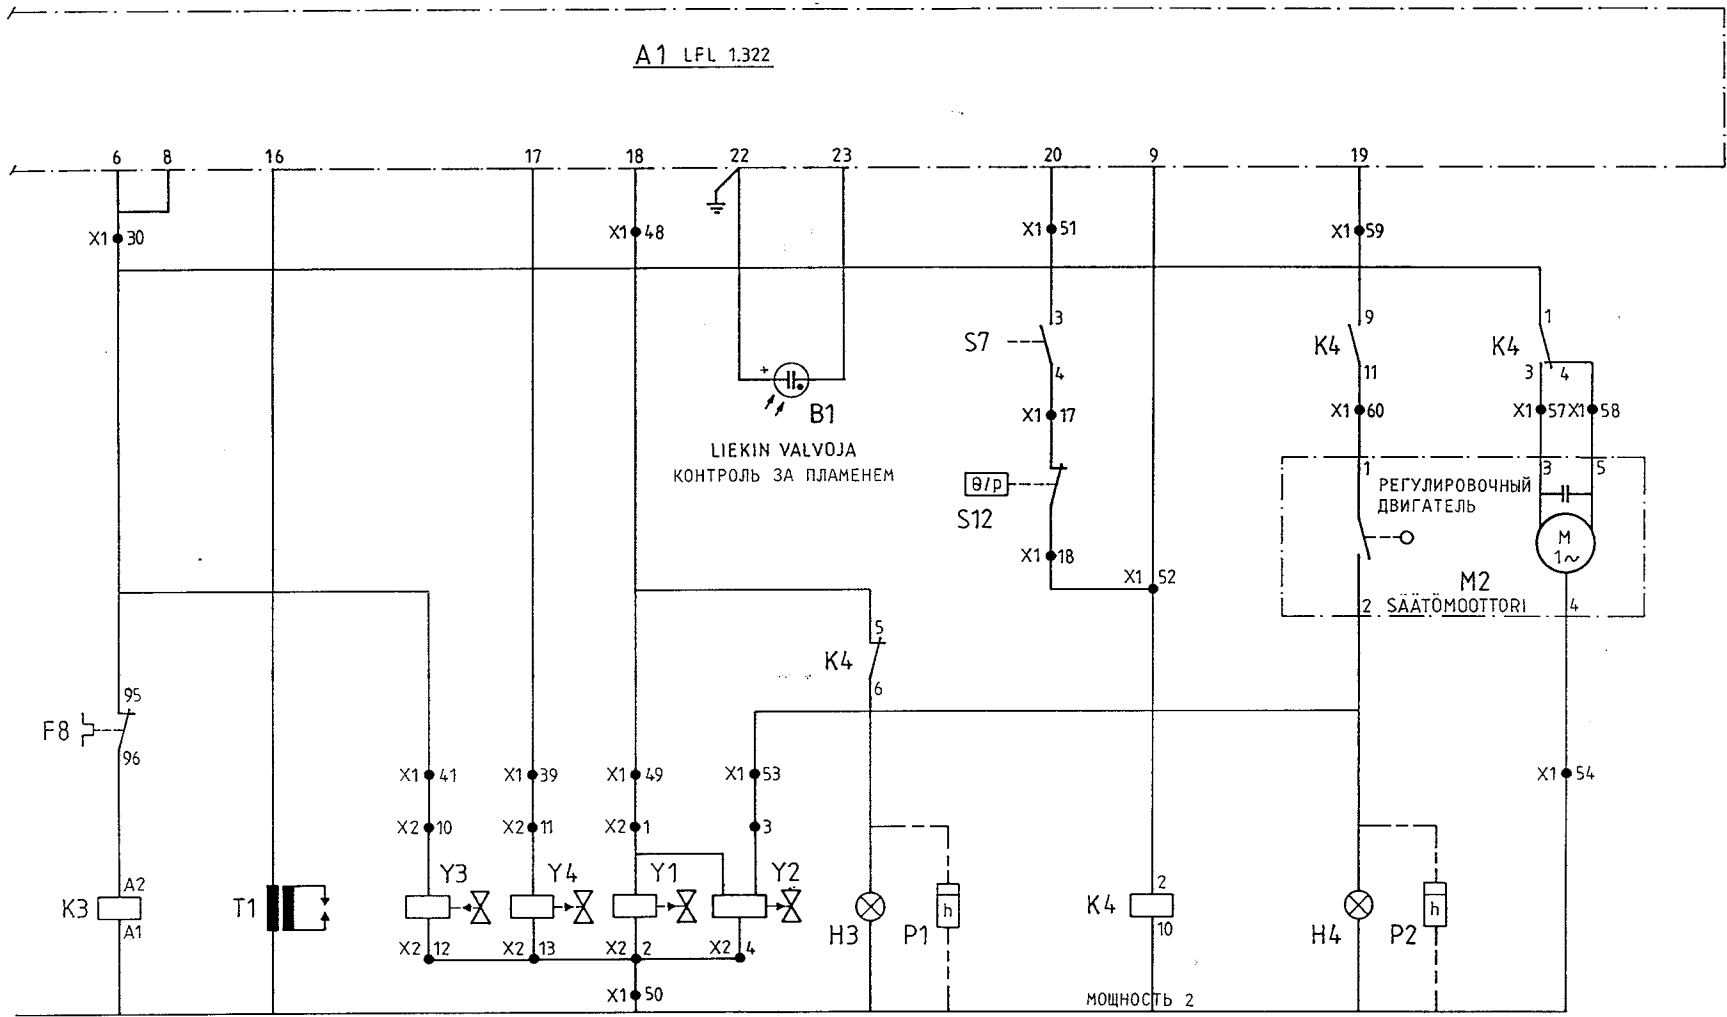 A1 LFL 1.322
6 8 16 17 18 22 23 20 9 19
X1 30
X1 48
X1 51
X1 59
3
9
1
S7
K4
K4
4
11
3 4
+
B1
X1 17
X1 60
X1 57 X1 58
LIEKIN VALVOJA
КОНТРОЛЬ ЗА ПЛАМЕНЕМ
1
3
5
θ/p
РЕГУЛИРОВОЧНЫЙ
ДВИГАТЕЛЬ
S12
M
1~
X1 18
X1 52
M2
2
SÄÄTÖMOOTTORI
4
5
K4
6
95
F8
96
X1 41
X1 39
X1 49
X1 53
X1 54
X2 10
X2 11
X2 1
3
Y3
Y4
Y1
Y2
A2
K3
A1
T1
2
K4
10
h
h
H3
P1
H4
P2
X2 12
X2 13
X2 2
X2 4
X1 50
МОЩНОСТЬ 2